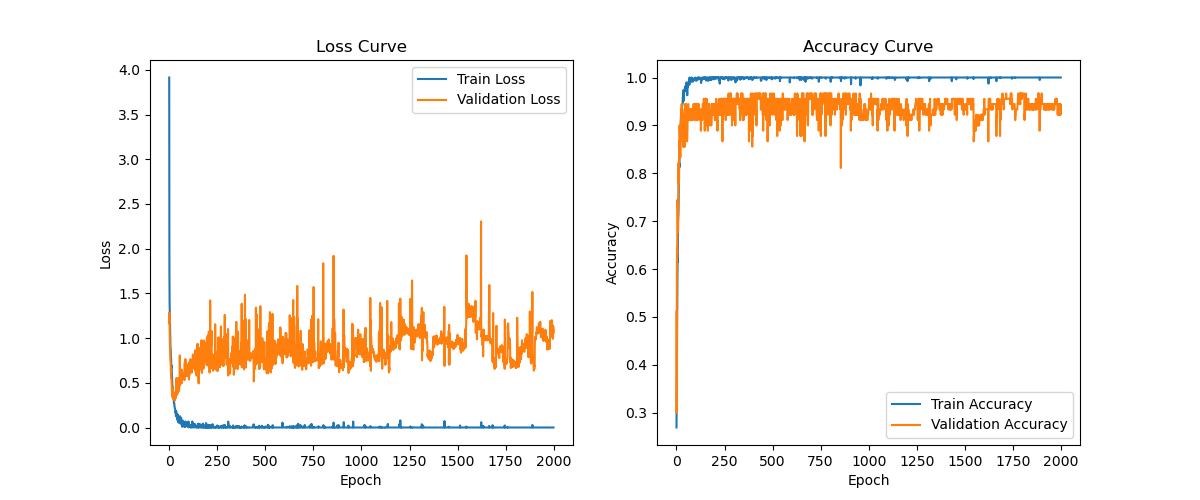 Loss Curve
4.0
3.5
3.0
2.5
2.0
1.5
1.0
0.5
0.0
Loss
Train Loss
Validation Loss
0 250 500 750 1000 1250 1500 1750 2000
Epoch
Accuracy Curve
1.0
0.9
0.8
0.7
0.6
0.5
0.4
0.3
Accuracy
Train Accuracy
Validation Accuracy
0 250 500 750 1000 1250 1500 1750 2000
Epoch